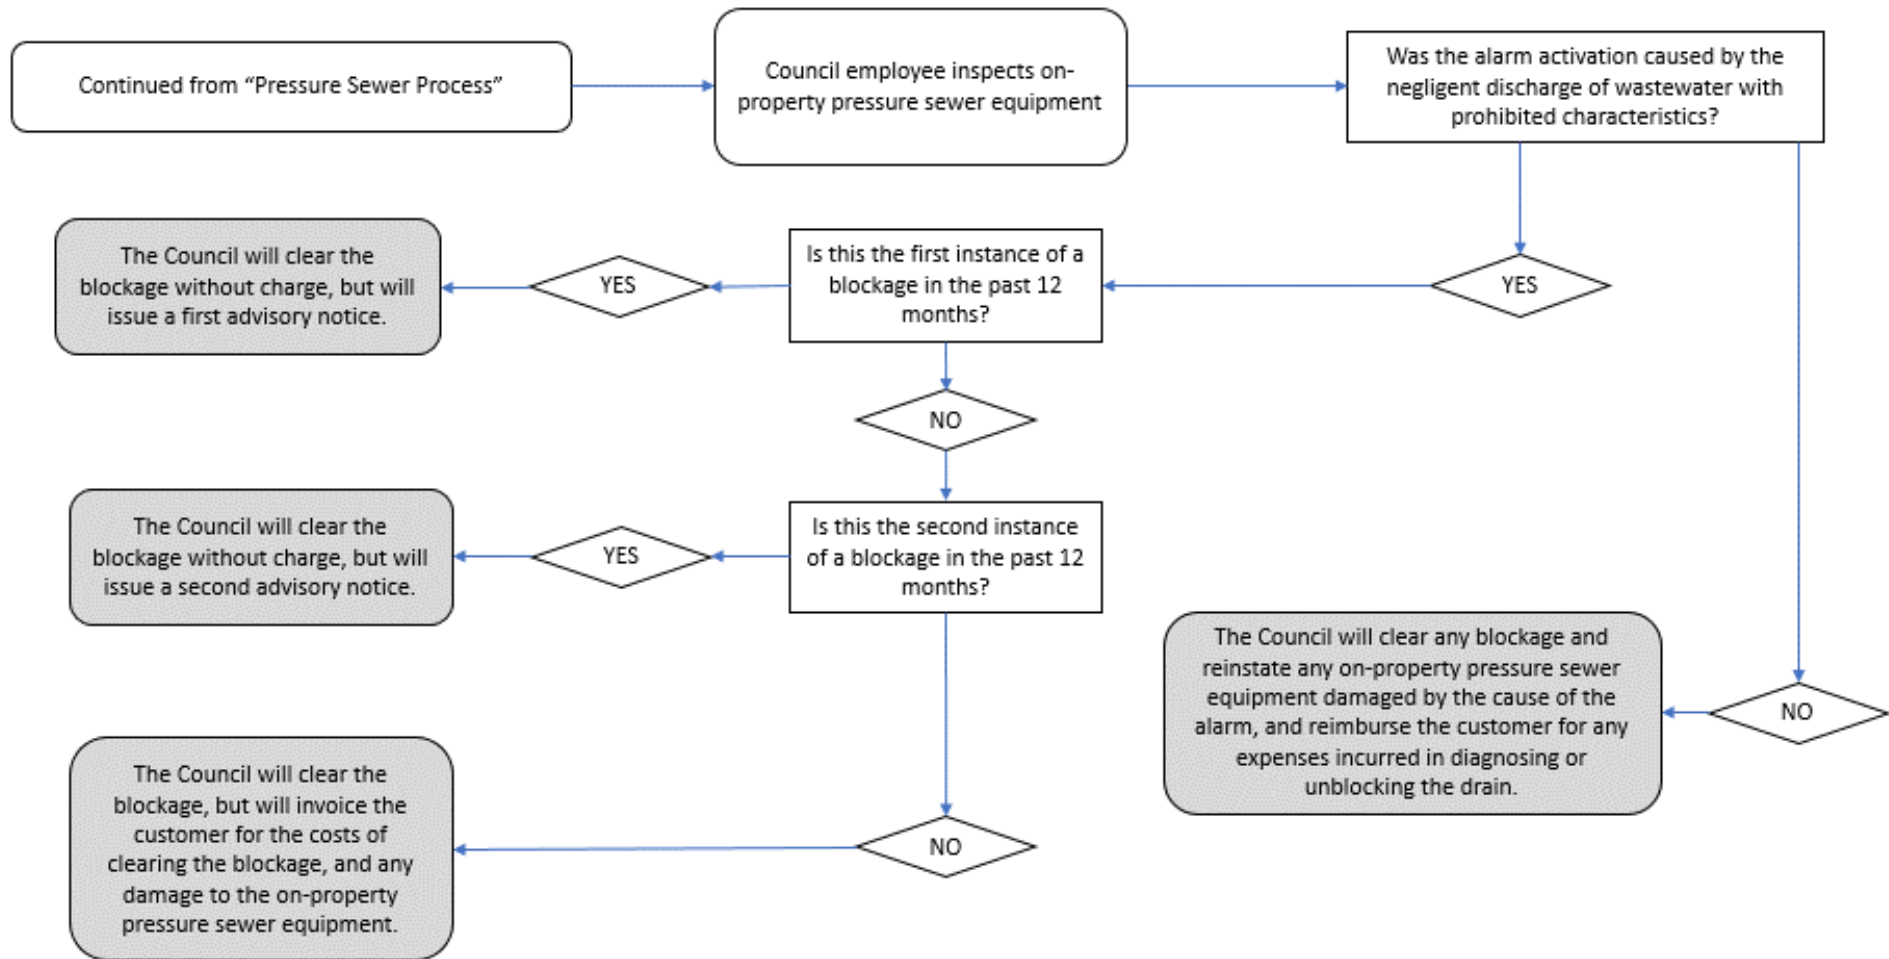 Continued from “Pressure Sewer Process”
Council employee inspects on-
property pressure sewer equipment
Was the alarm activation caused by the
negligent discharge of wastewater with
prohibited characteristics?
YES
Is this the first instance of a
blockage in the past 12
months?
YES
The Council will clear the
blockage without charge, but will
issue a first advisory notice.
NO
Is this the second instance
of a blockage in the past 12
months?
YES
The Council will clear the
blockage without charge, but will
issue a second advisory notice.
NO
The Council will clear the
blockage, but will invoice the
customer for the costs of
clearing the blockage, and any
damage to the on-property
pressure sewer equipment.
NO
The Council will clear any blockage and
reinstate any on-property pressure sewer
equipment damaged by the cause of the
alarm, and reimburse the customer for any
expenses incurred in diagnosing or
unblocking the drain.